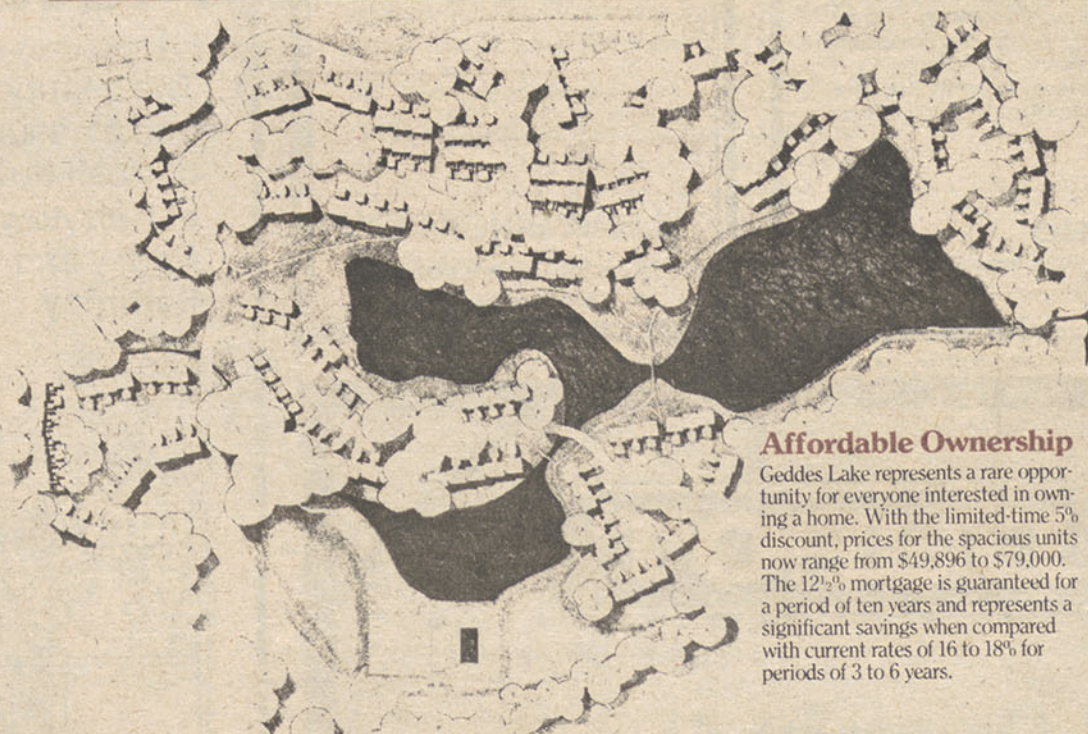 Affordable Ownership
Geddes Lake represents a rare oppor-
tunity for everyone interested in own-
ing a home. With the limited-time 5%
discount, prices for the spacious units
now range from $49,896 to $79,000.
The 12½% mortgage is guaranteed for
a period of ten years and represents a
significant savings when compared
with current rates of 16 to 18% for
periods of 3 to 6 years.